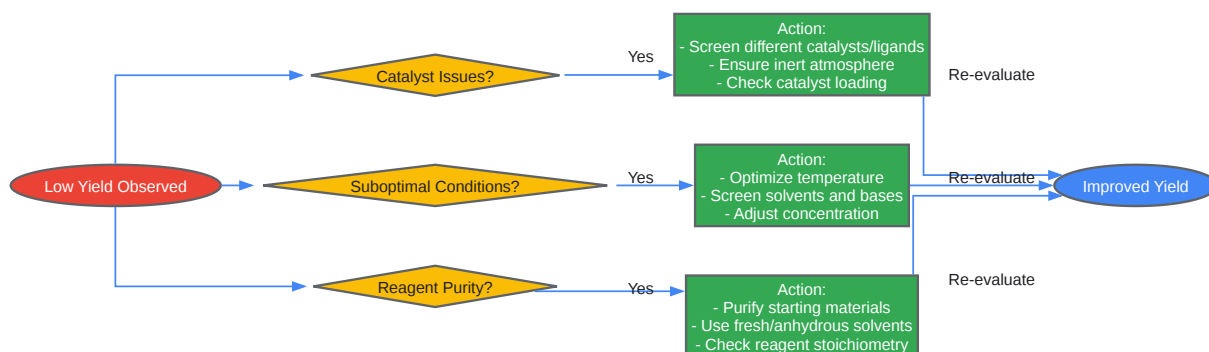 Low Yield Observed
Catalyst Issues?
Yes
Action:
- Screen different catalysts/ligands
- Ensure inert atmosphere
- Check catalyst loading
Re-evaluate
Suboptimal Conditions?
Yes
Action:
- Optimize temperature
- Screen solvents and bases
- Adjust concentration
Re-evaluate
Reagent Purity?
Yes
Action:
- Purify starting materials
- Use fresh/anhydrous solvents
- Check reagent stoichiometry
Re-evaluate
Improved Yield